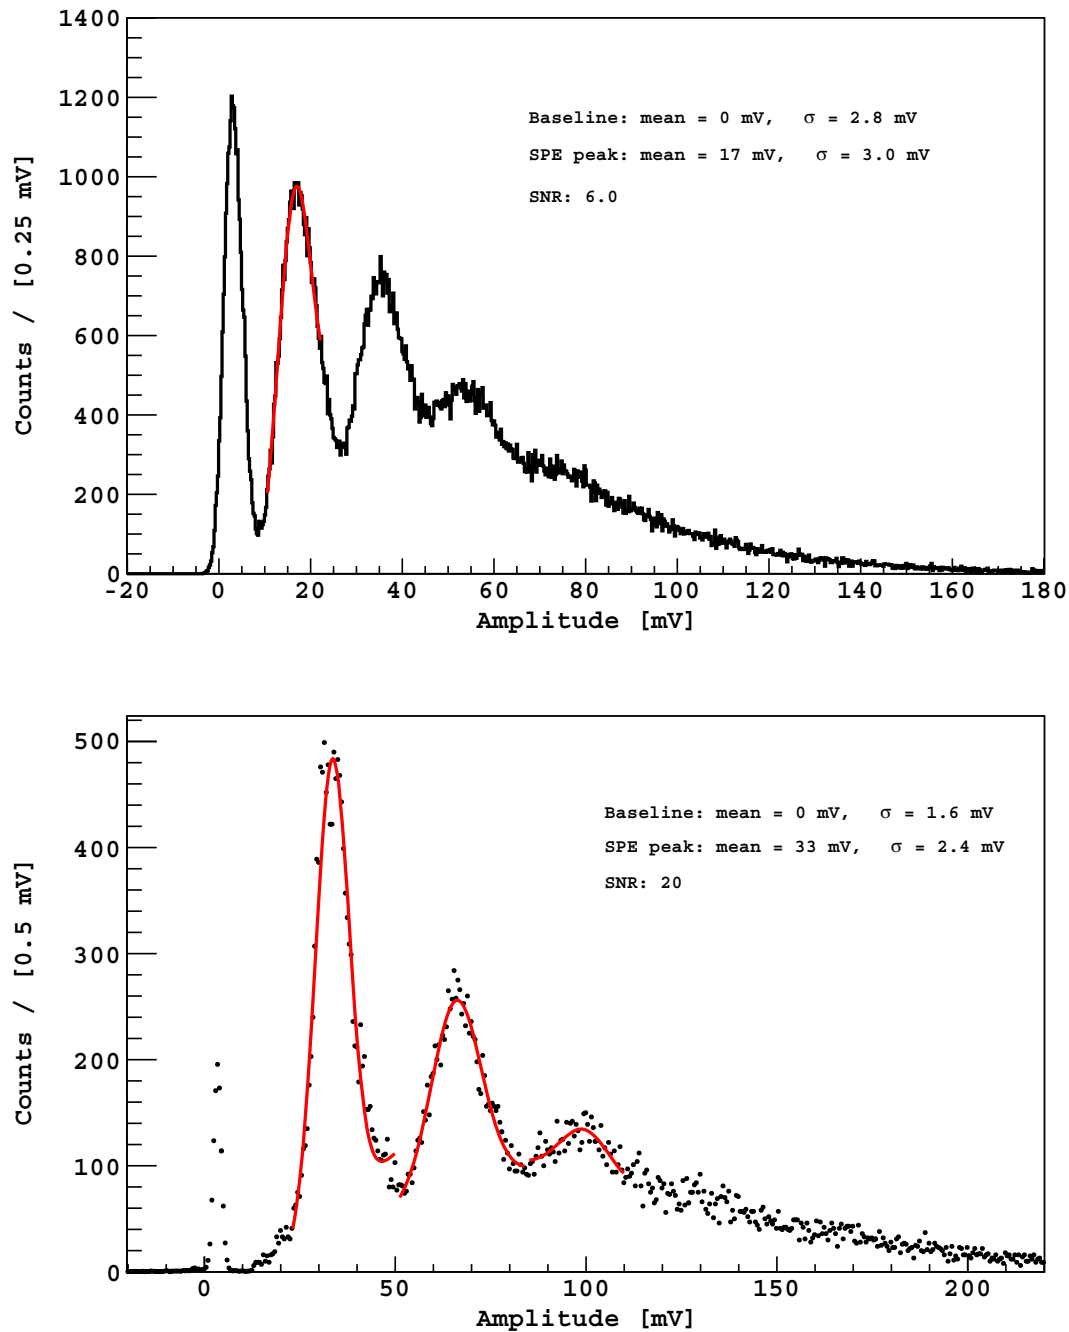 1400
1200
1000
800
600
400
200
0
Counts / [0.25 mV]
Baseline: mean = 0 mV, σ = 2.8 mV
SPE peak: mean = 17 mV, σ = 3.0 mV
SNR: 6.0
-20 0 20 40 60 80 100 120 140 160 180
Amplitude [mV]
500
400
300
200
100
0
Counts / [0.5 mV]
Baseline: mean = 0 mV, σ = 1.6 mV
SPE peak: mean = 33 mV, σ = 2.4 mV
SNR: 20
0 50 100 150 200
Amplitude [mV]